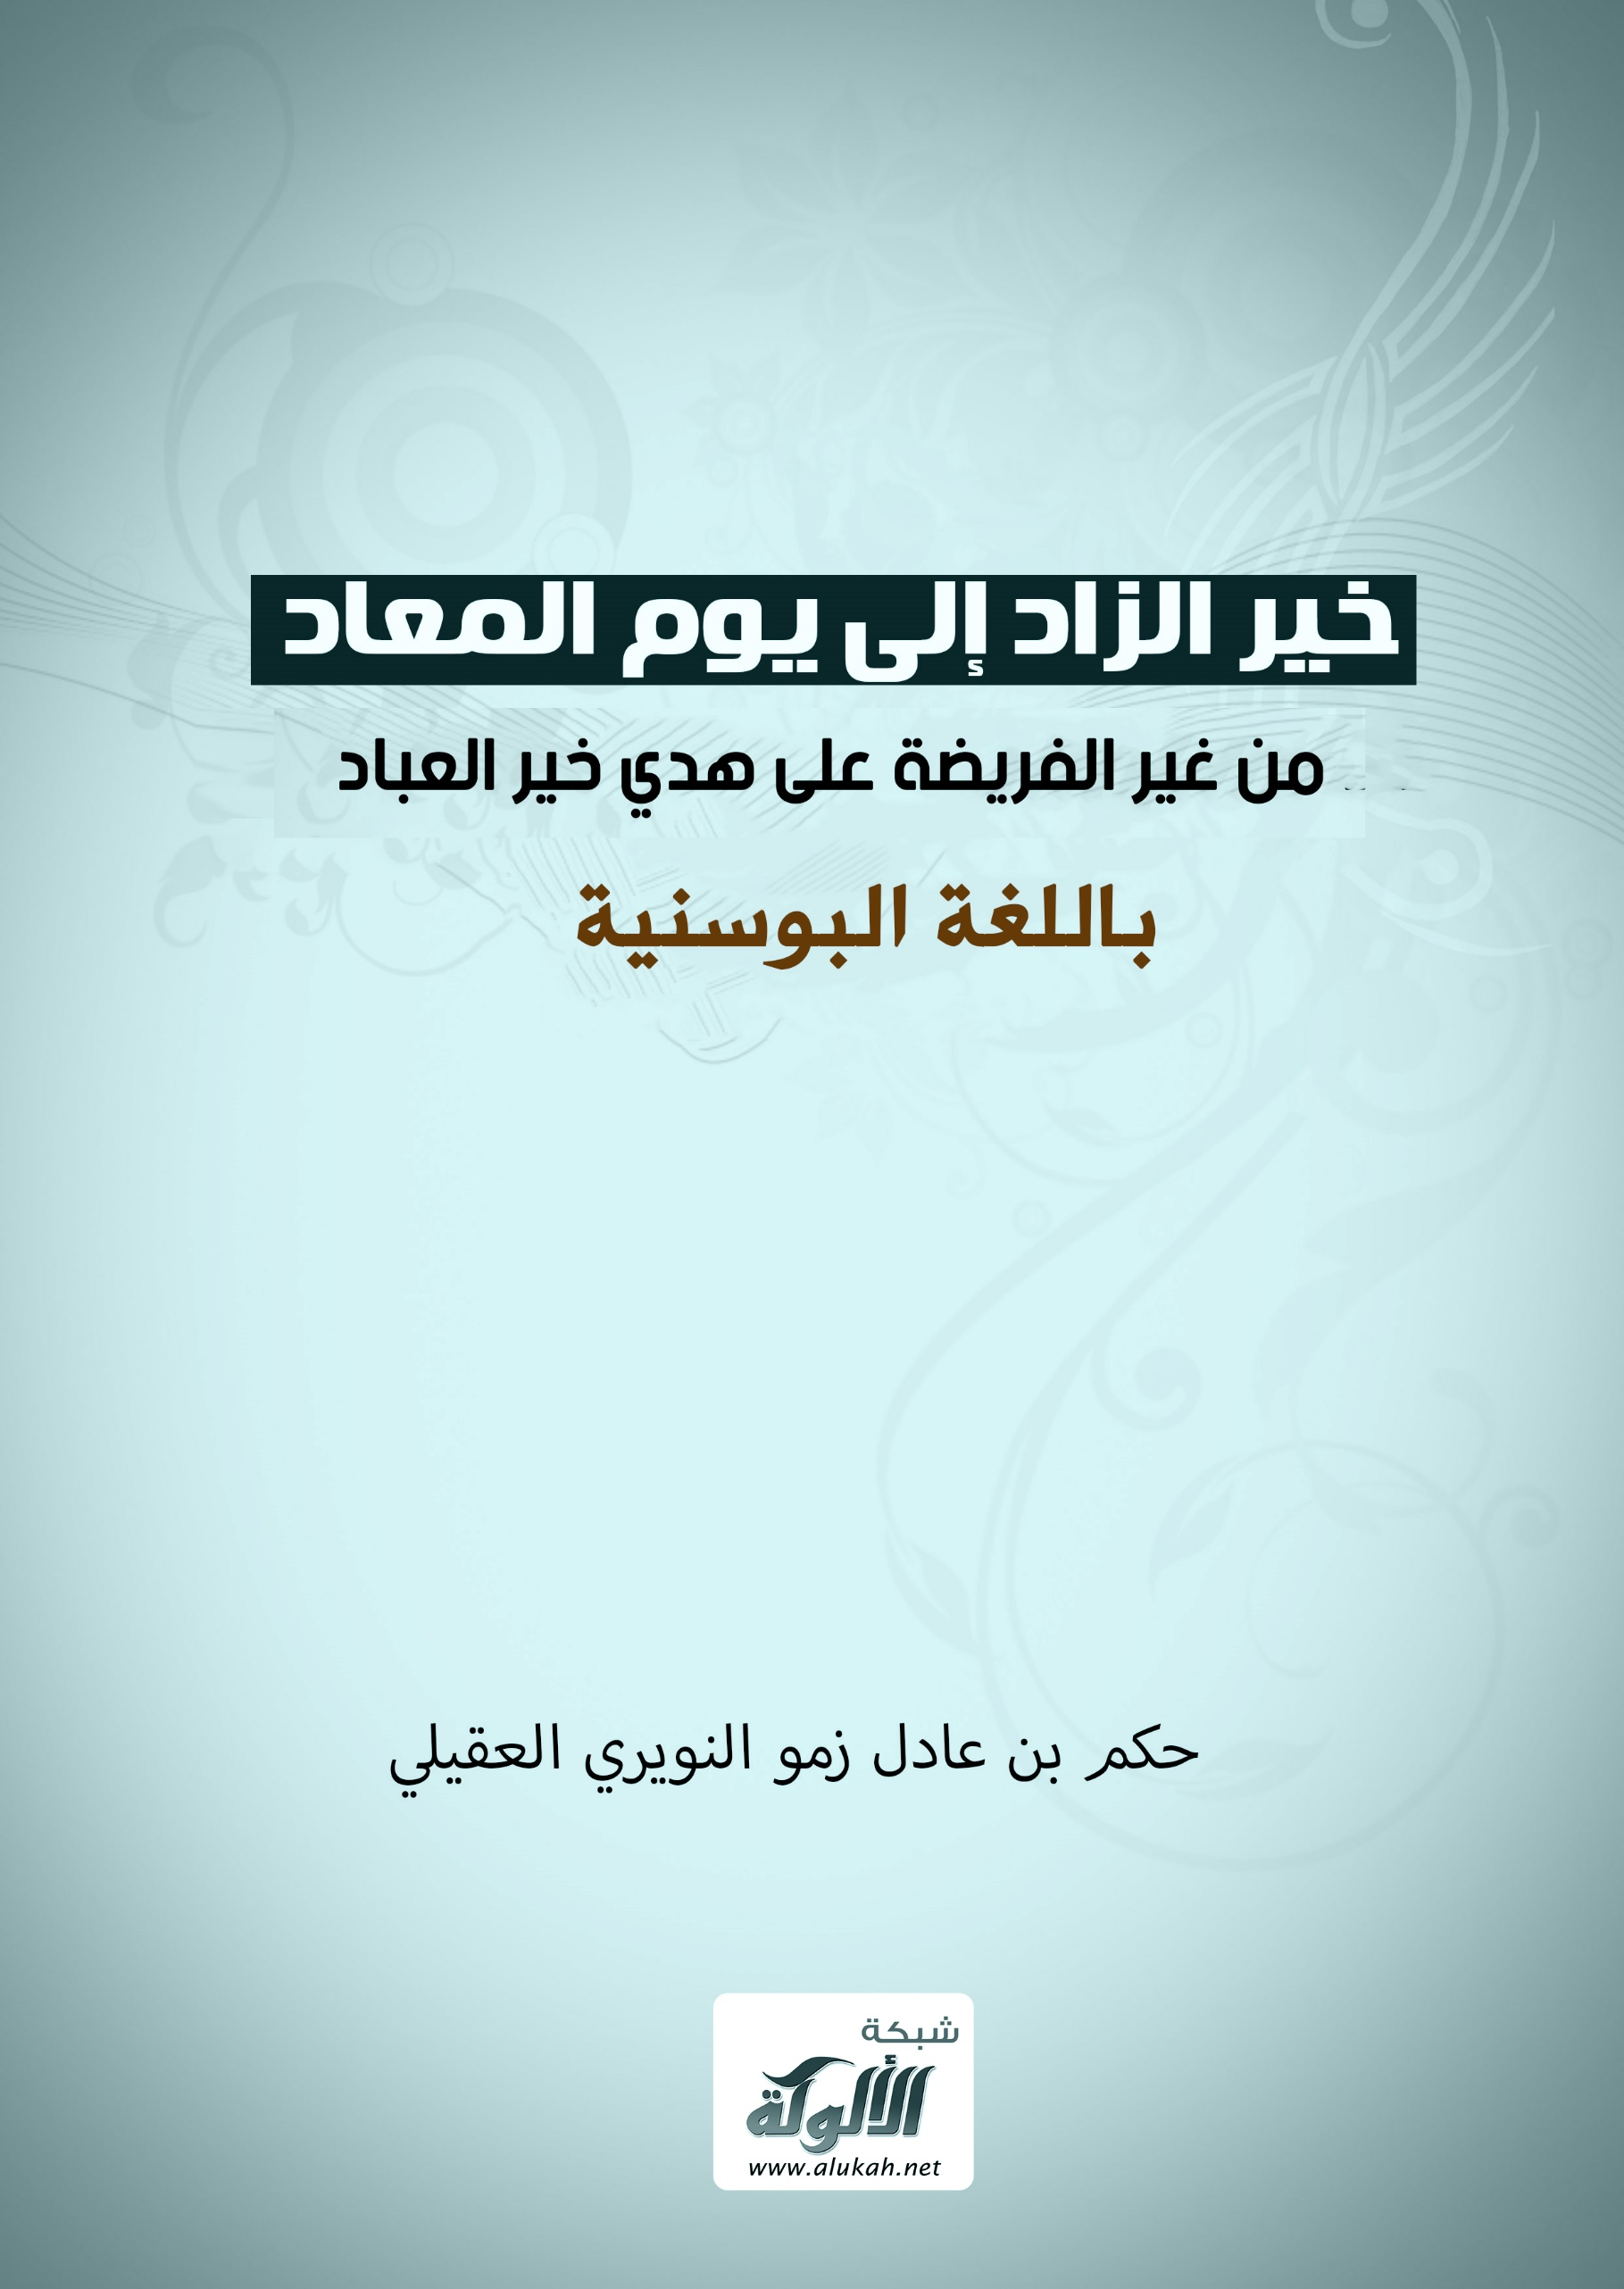 خير الزاد إلى يوم المعاد
من غير الفريضة على هدي خير العباد
باللغة البوسنية
حكم بن عادل زمو النويري العقيلي
شبكة
الألوكة
www.alukah.net